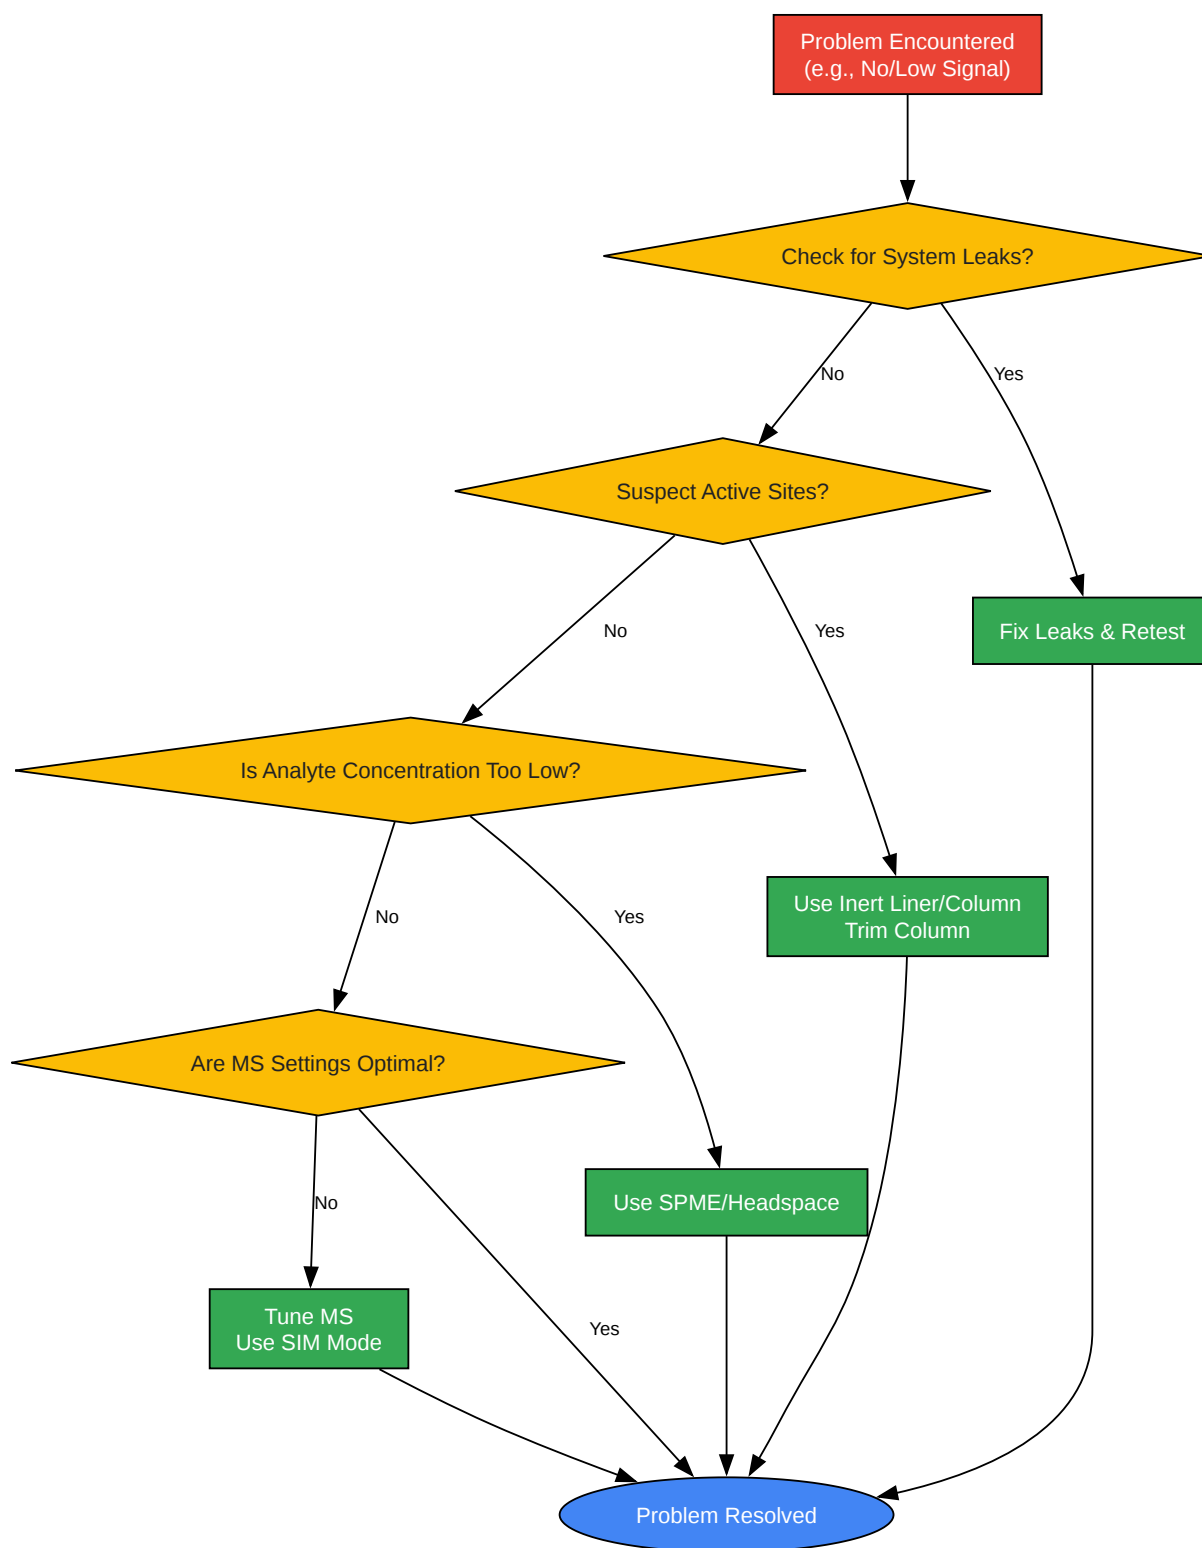 Problem Encountered
(e.g., No/Low Signal)
Check for System Leaks?
No
Yes
Suspect Active Sites?
No
Yes
Fix Leaks & Retest
Is Analyte Concentration Too Low?
No
Yes
Use Inert Liner/Column
Trim Column
Are MS Settings Optimal?
No
Yes
Use SPME/Headspace
Tune MS
Use SIM Mode
Problem Resolved